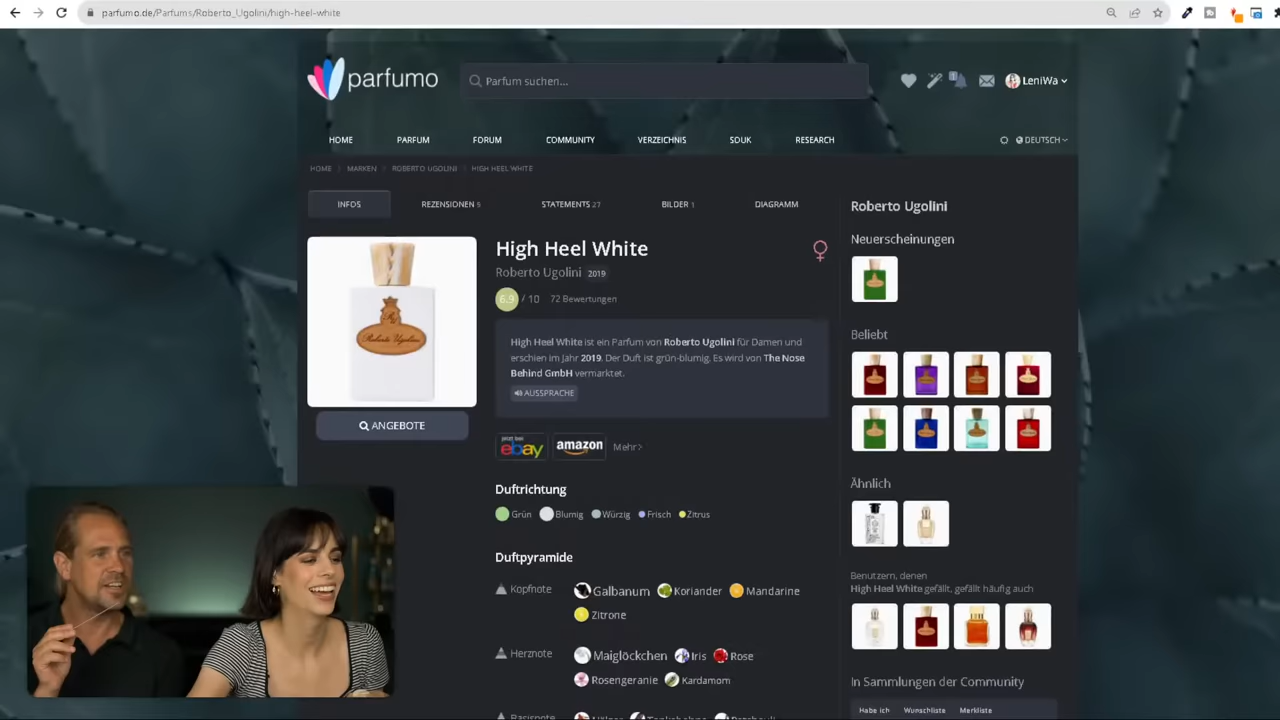 parfumo.de/Parfums/Roberto_Ugolini/high-heel-white
parfumo
Parfum suchen...
1
LeniWa
HOME PARFUM FORUM COMMUNITY VERZEICHNIS SOUK RESEARCH
DEUTSCH
HOME MARKEN ROBERTO UGOLINI HIGH HEEL WHITE
INFOS REZENSIONEN 5 STATEMENTS 27 BILDER 1 DIAGRAMM
High Heel White
Roberto Ugolini 2019
6.9 / 10 72 Bewertungen
High Heel White ist ein Parfum von Roberto Ugolini für Damen und
erschien im Jahr 2019. Der Duft ist grün-blumig. Es wird von The Nose
Behind GmbH vermarktet.
AUSSPRACHE
Roberto Ugolini
ANGEBOTE
jetzt bei
ebay
amazon
Mehr
Duftrichtung
Grün Blumig Würzig Frisch Zitrus
Duftpyramide
Kopfnote Galbanum Koriander Mandarine
Zitrone
Herznote Maiglöckchen Iris Rose
Rosengeranie Kardamom
Roberto Ugolini
Neuerscheinungen
Beliebt
Ähnlich
Benutzern, denen
High Heel White gefällt, gefällt häufig auch
In Sammlungen der Community
Habe ich Wunschliste Merkliste